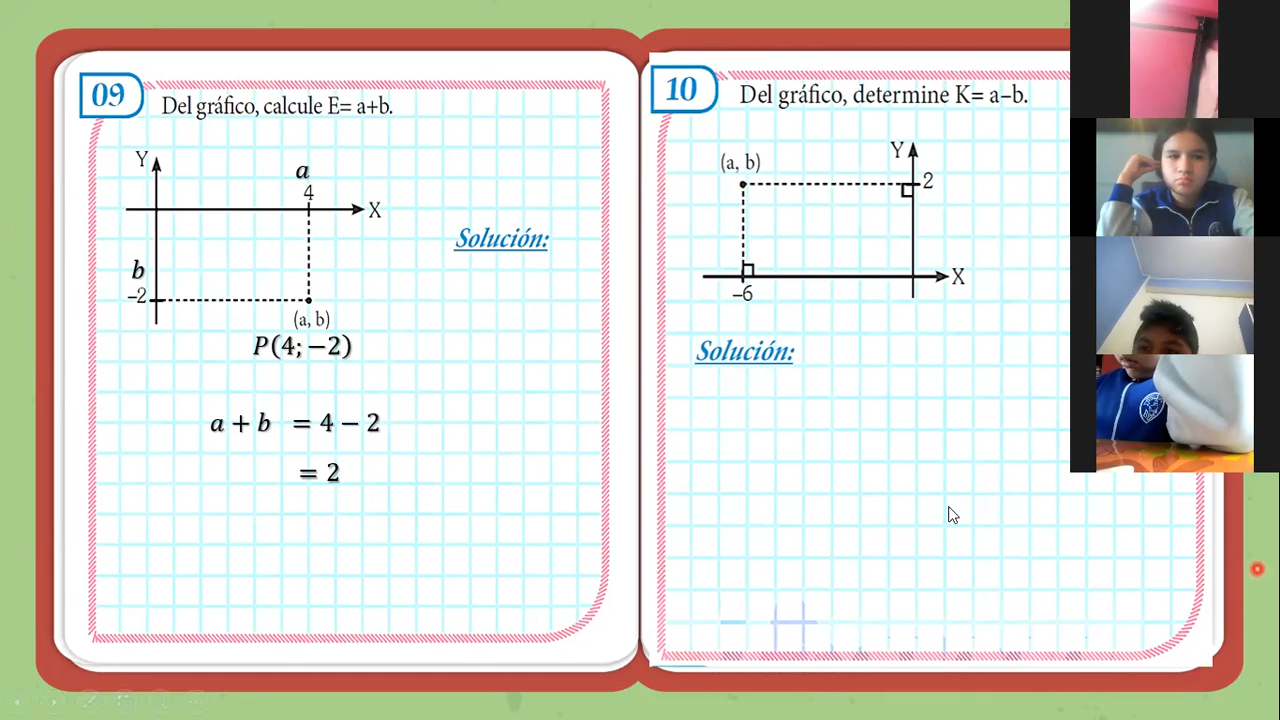 09
Del gráfico, calcule E= a+b.
Y
a
4
X
b
–2
(a, b)
P(4; −2)
Solución:
a + b = 4 − 2
= 2
10
Del gráfico, determine K= a–b.
(a, b)
Y
2
X
–6
Solución: